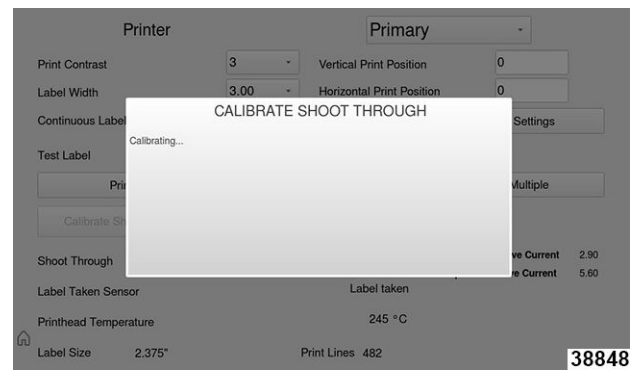 Printer Primary
Print Contrast 3 Vertical Print Position 0
Label Width 3.00 Horizontal Print Position 0
CALIBRATE SHOOT THROUGH
Continuous Label Settings
Calibrating...
Test Label
Multiple
Calibrate
Shoot Through Current 2.90
Current 5.60
Label Taken Sensor Label taken
Printhead Temperature 245 °C
Label Size 2.375" Print Lines 482
38848